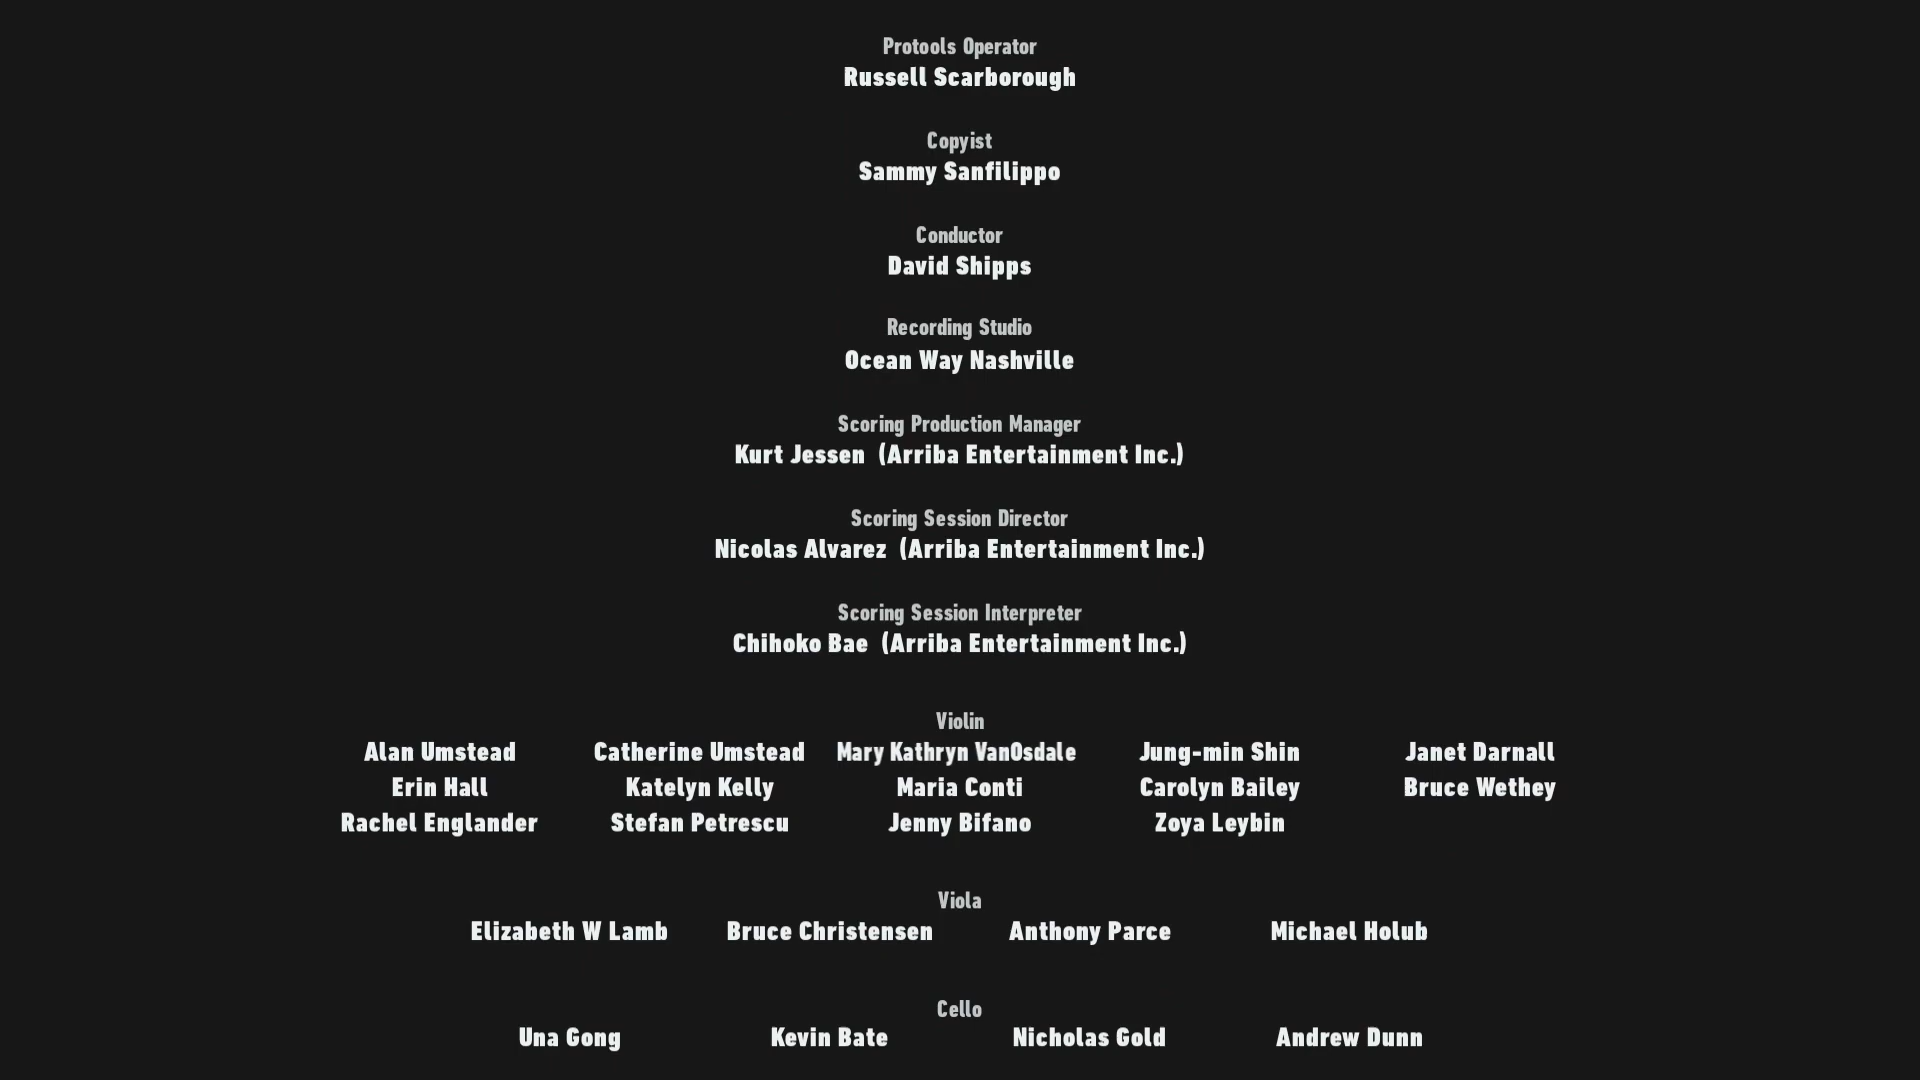 Protools Operator
Russell Scarborough
Copyist
Sammy Sanfilippo
Conductor
David Shipps
Recording Studio
Ocean Way Nashville
Scoring Production Manager
Kurt Jessen (Arriba Entertainment Inc.)
Scoring Session Director
Nicolas Alvarez (Arriba Entertainment Inc.)
Scoring Session Interpreter
Chihoko Bae (Arriba Entertainment Inc.)
Violin
Alan Umstead Catherine Umstead Mary Kathryn VanOsdale Jung-min Shin Janet Darnall
Erin Hall Katelyn Kelly Maria Conti Carolyn Bailey Bruce Wethey
Rachel Englander Stefan Petrescu Jenny Bifano Zoya Leybin
Viola
Elizabeth W Lamb Bruce Christensen Anthony Parce Michael Holub
Cello
Una Gong Kevin Bate Nicholas Gold Andrew Dunn